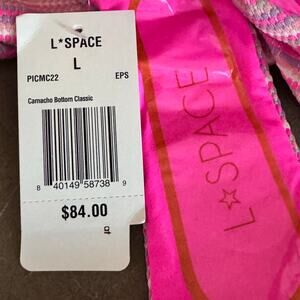 L*SPACE
L
PICMC22 EPS
Camacho Bottom Classic
8 40149 58738 9
$84.00
L☆SPACE